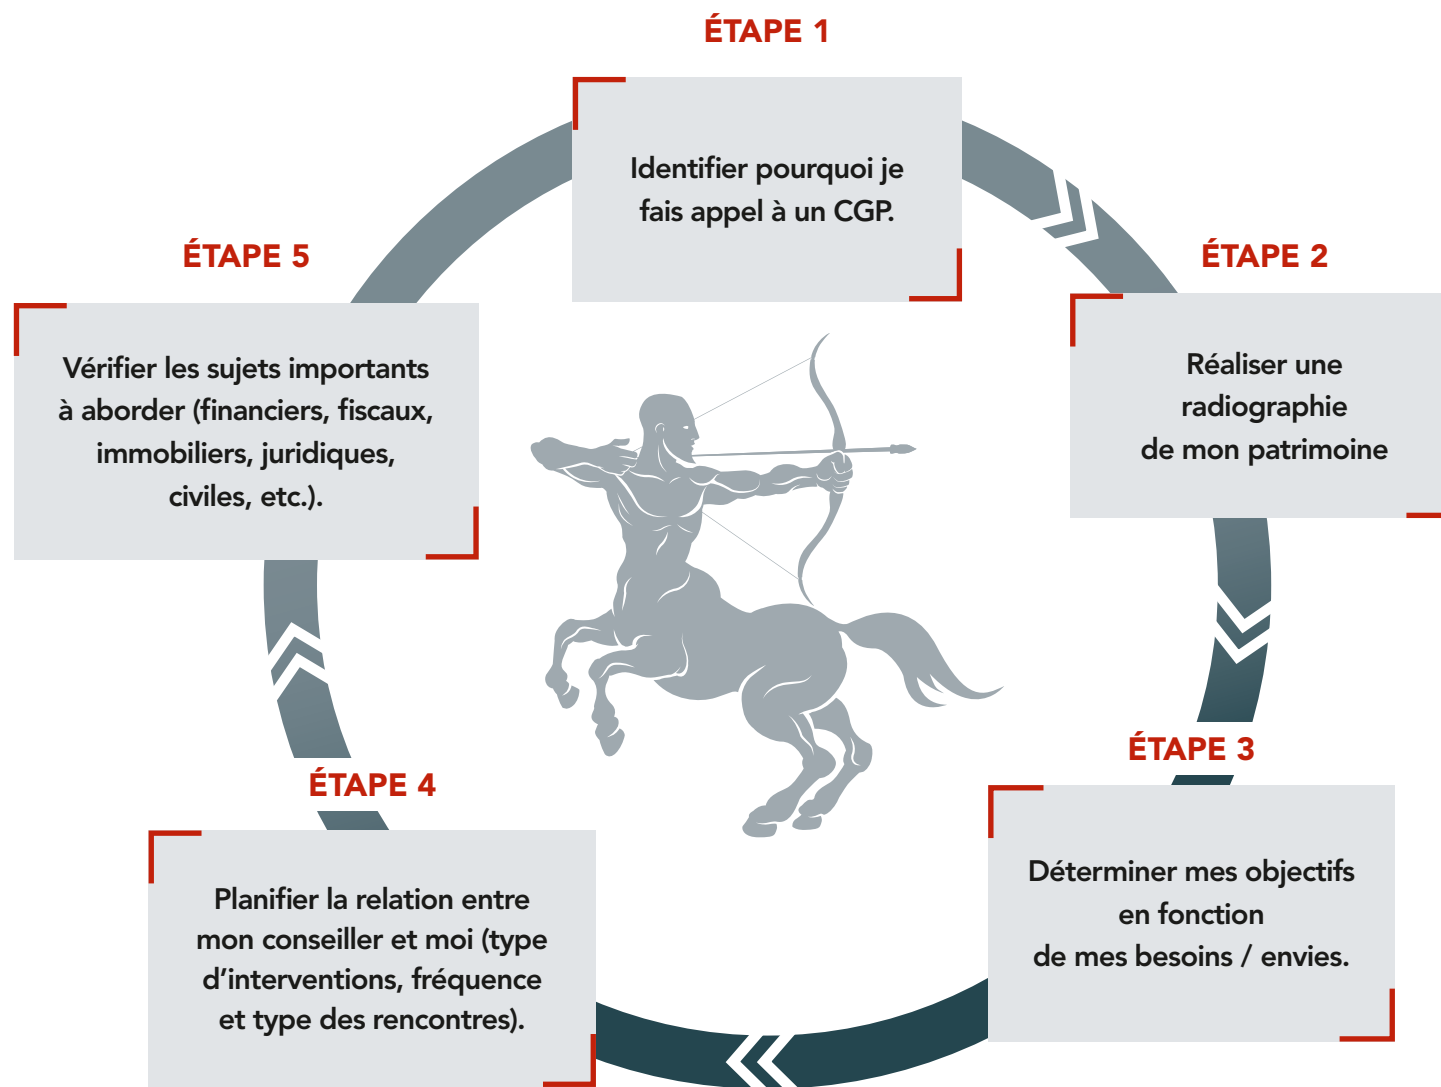 ÉTAPE 1
Identifier pourquoi je
fais appel à un CGP.
ÉTAPE 2
Réaliser une
radiographie
de mon patrimoine
ÉTAPE 3
Déterminer mes objectifs
en fonction
de mes besoins / envies.
ÉTAPE 4
Planifier la relation entre
mon conseiller et moi (type
d’interventions, fréquence
et type des rencontres).
ÉTAPE 5
Vérifier les sujets importants
à aborder (financiers, fiscaux,
immobiliers, juridiques,
civiles, etc.).